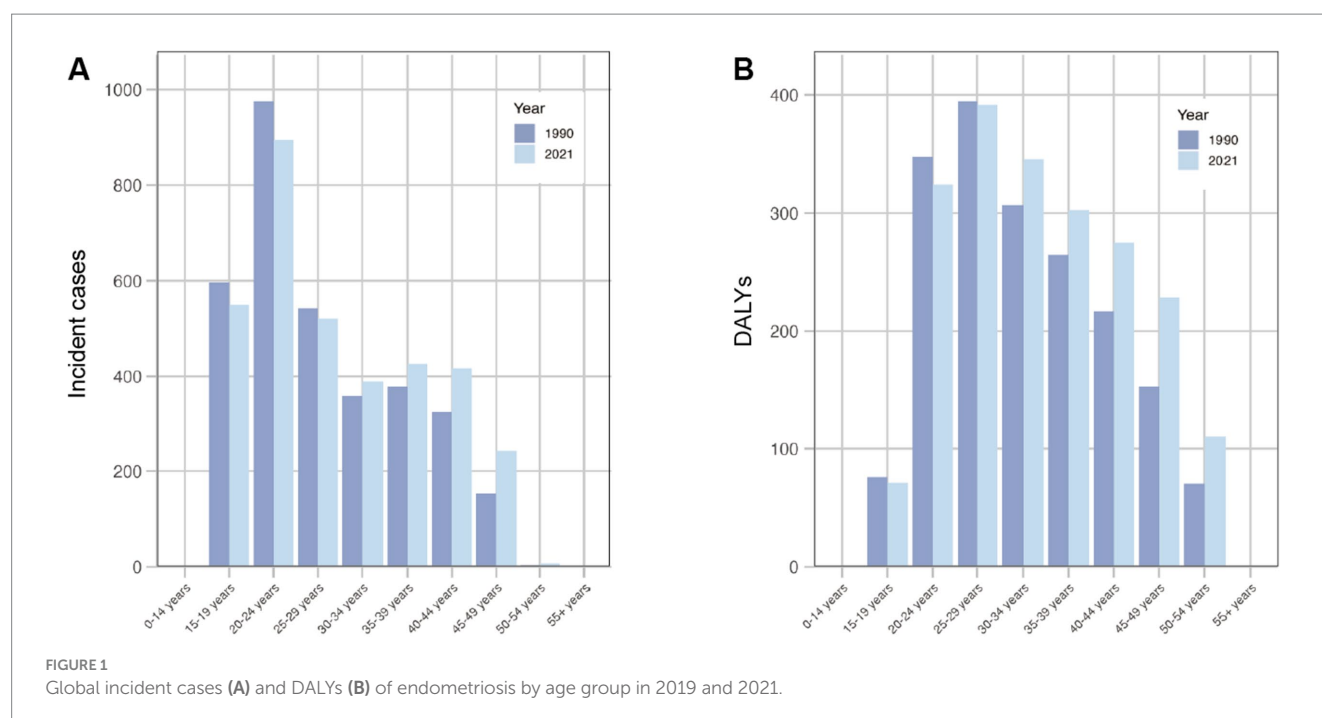 A
Incident cases
1000
800
600
400
200
0
Year
1990
2021
0-14 years
15-19 years
20-24 years
25-29 years
30-34 years
35-39 years
40-44 years
45-49 years
50-54 years
55+ years
B
DALYs
400
300
200
100
0
Year
1990
2021
0-14 years
15-19 years
20-24 years
25-29 years
30-34 years
35-39 years
40-44 years
45-49 years
50-54 years
55+ years
FIGURE 1
Global incident cases (A) and DALYs (B) of endometriosis by age group in 2019 and 2021.